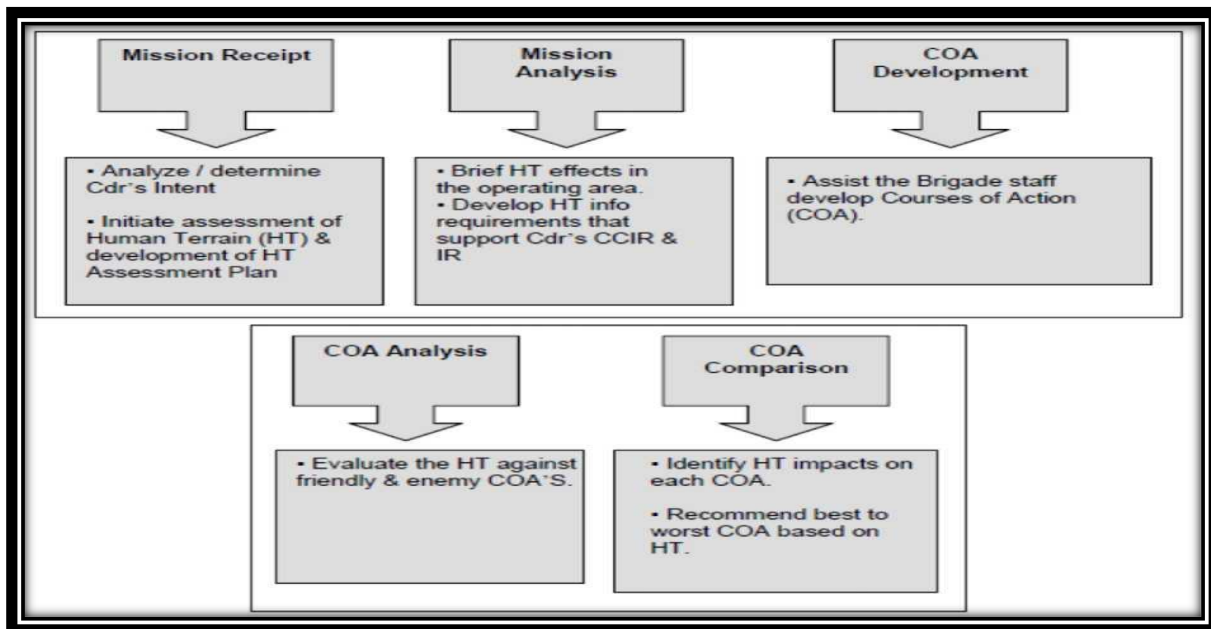 Mission Receipt
• Analyze / determine
Cdr's Intent
• Initiate assessment of
Human Terrain (HT) &
development of HT
Assessment Plan
Mission
Analysis
• Brief HT effects in
the operating area.
• Develop HT info
requirements that
support Cdr's CCIR &
IR
COA
Development
• Assist the Brigade staff
develop Courses of Action
(COA).
COA Analysis
• Evaluate the HT against
friendly & enemy COA'S.
COA
Comparison
• Identify HT impacts on
each COA.
• Recommend best to
worst COA based on
HT.